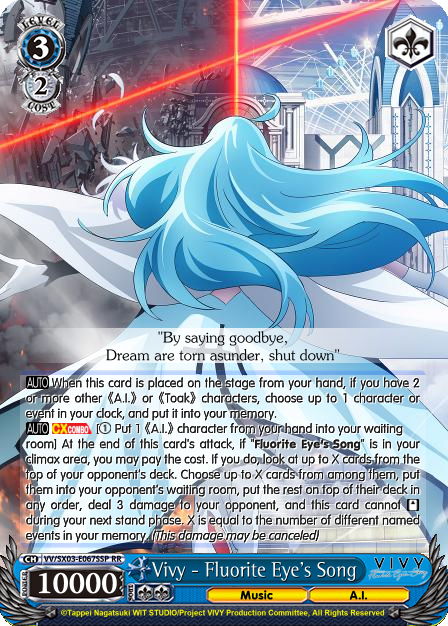 LEVEL
3
2
COST
"By saying goodbye,
Dream are torn asunder, shut down"
AUTO When this card is placed on the stage from your hand, if you have 2
or more other 《A.I.》 or 《Toak》 characters, choose up to 1 character or
event in your clock, and put it into your memory.
AUTO CXCOMBO [① Put 1 《A.I.》 character from your hand into your waiting
room] At the end of this card's attack, if "Fluorite Eye's Song" is in your
climax area, you may pay the cost. If you do, look at up to X cards from the
top of your opponent's deck. Choose up to X cards from among them, put
them into your opponent's waiting room, put the rest on top of their deck in
any order, deal 3 damage to your opponent, and this card cannot
during your next stand phase. X is equal to the number of different named
events in your memory. (This damage may be canceled)
CH VV/SX03-E067SSP RR
POWER 10000 SOUL Vivy - Fluorite Eye's Song VIVY
Fluorite Eye's Song
Music A.I.
©Tappei Nagatsuki WIT STUDIO/Project VIVY Production Committee, All Rights Reserved